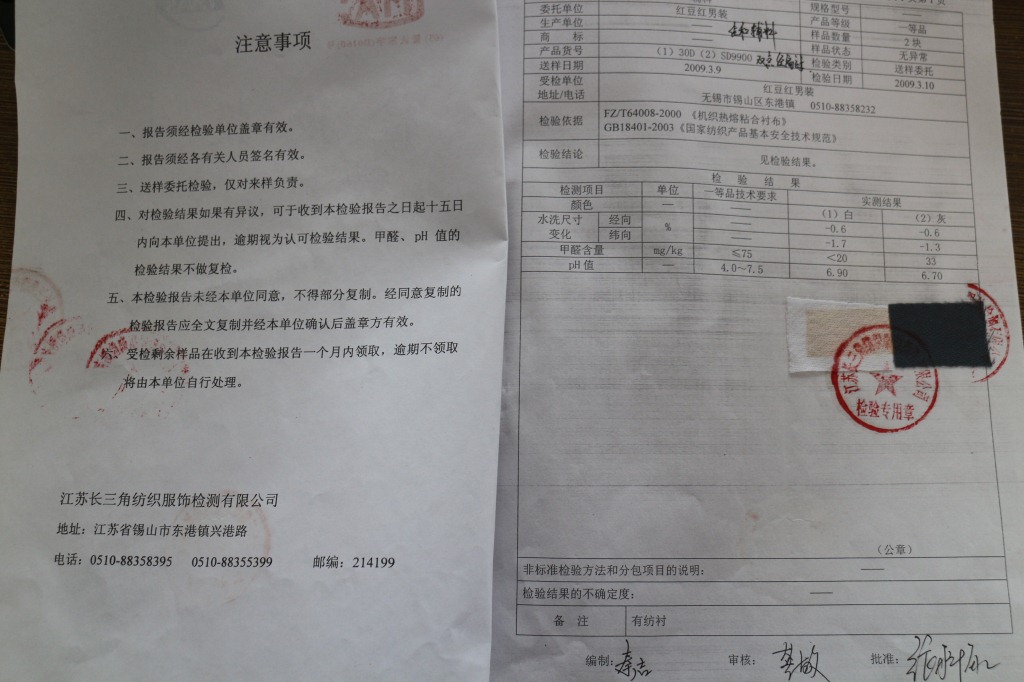 注意事项
一、报告须经检验单位盖章有效。
二、报告须经各有关人员签名有效。
三、送样委托检验，仅对来样负责。
四、对检验结果如果有异议，可于收到本检验报告之日起十五日
内向本单位提出，逾期视为认可检验结果。甲醛、pH 值的
检验结果不做复检。
五、本检验报告未经本单位同意，不得部分复制。经同意复制的
检验报告应全文复制并经本单位确认后盖章方有效。
受检剩余样品在收到本检验报告一个月内领取，逾期不领取
将由本单位自行处理。
江苏长三角纺织服饰检测有限公司
地址：江苏省锡山市东港镇兴港路
电话：0510-88358395 0510-88355399 邮编：214199
委托单位 红豆红男装 规格型号 ——
生产单位 —— 产品等级 一等品
商 标 —— 样品数量 2 块
产品货号 （1）30D（2）SD9900 样品状态 无异常
送样日期 2009.3.9 检验类别 送样委托
检验日期 2009.3.10
受检单位 红豆红男装
地址/电话 无锡市锡山区东港镇 0510-88358232
检验依据 FZ/T64008-2000 《机织热熔粘合衬布》
GB18401-2003《国家纺织产品基本安全技术规范》
检验结论 见检验结果。
检 验 结 果
检测项目 单位 一等品技术要求 实测结果
颜色 — —— （1）白 （2）灰
水洗尺寸变化 经向 % —— -0.6 -0.6
纬向 —— -1.7 -1.3
甲醛含量 mg/kg ≤75 ＜20 33
pH 值 — 4.0～7.5 6.90 6.70
江苏长三角
限公司
检验专用章
（公章）
非标准检验方法和分包项目的说明： ——
检验结果的不确定度： ——
备 注 有纺衬
编制： 审核： 批准：